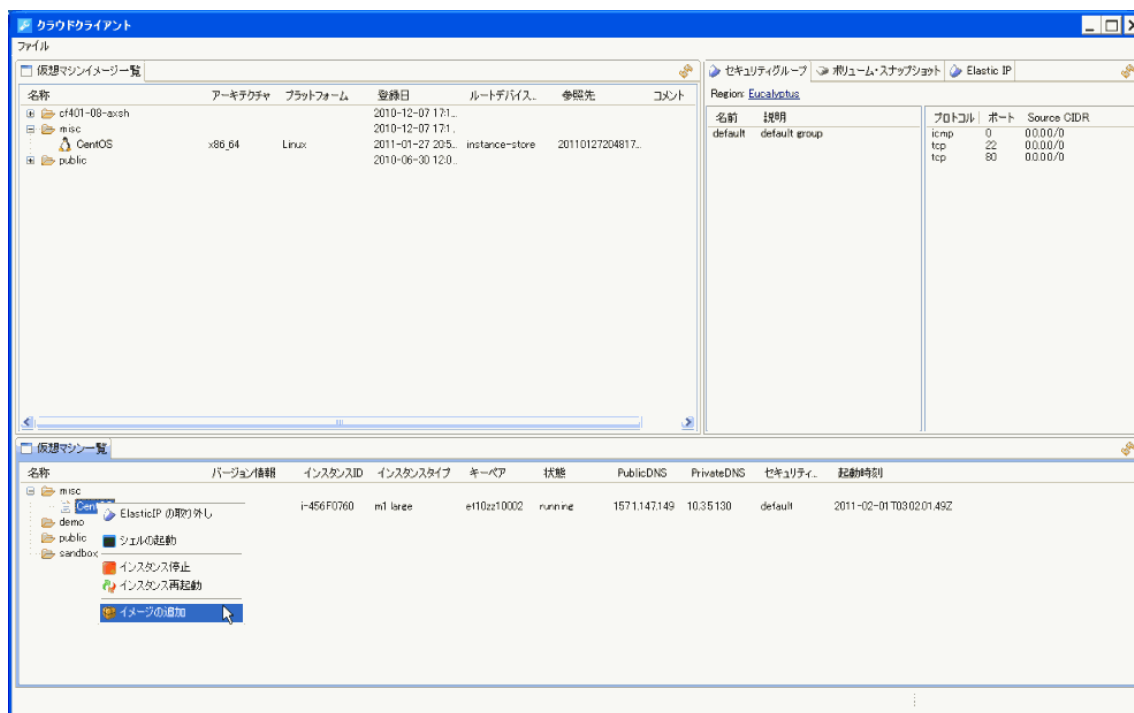 クラウドクライアント
ファイル
仮想マシンイメージ一覧
名称 アーキテクチャ プラットフォーム 登録日 ルートデバイス... 参照先 コメント
cf401-08-axsh 2010-12-07 17:1...
misc 2010-12-07 17:1.
CentOS x86_64 Linux 2011-01-27 20:5.. instance-store 20110127204817...
public 2010-06-30 12:0..
セキュリティグループ ボリューム・スナップショット Elastic IP
Region: Eucalyptus
名前 説明
default default group
プロトコル ポート Source CIDR
icmp 0 0.0.0.0/0
tcp 22 0.0.0.0/0
tcp 80 0.0.0.0/0
仮想マシン一覧
名称 バージョン情報 インスタンスID インスタンスタイプ キーペア 状態 PublicDNS PrivateDNS セキュリティ... 起動時刻
misc
Cent i-456F0760 m1.large ef10zz10002 running 157.1.147.149 10.35.130 default 2011-02-01T03:02:01.49Z
demo
public
sandbox
ElasticIP の取り外し
シェルの起動
インスタンス停止
インスタンス再起動
イメージの追加